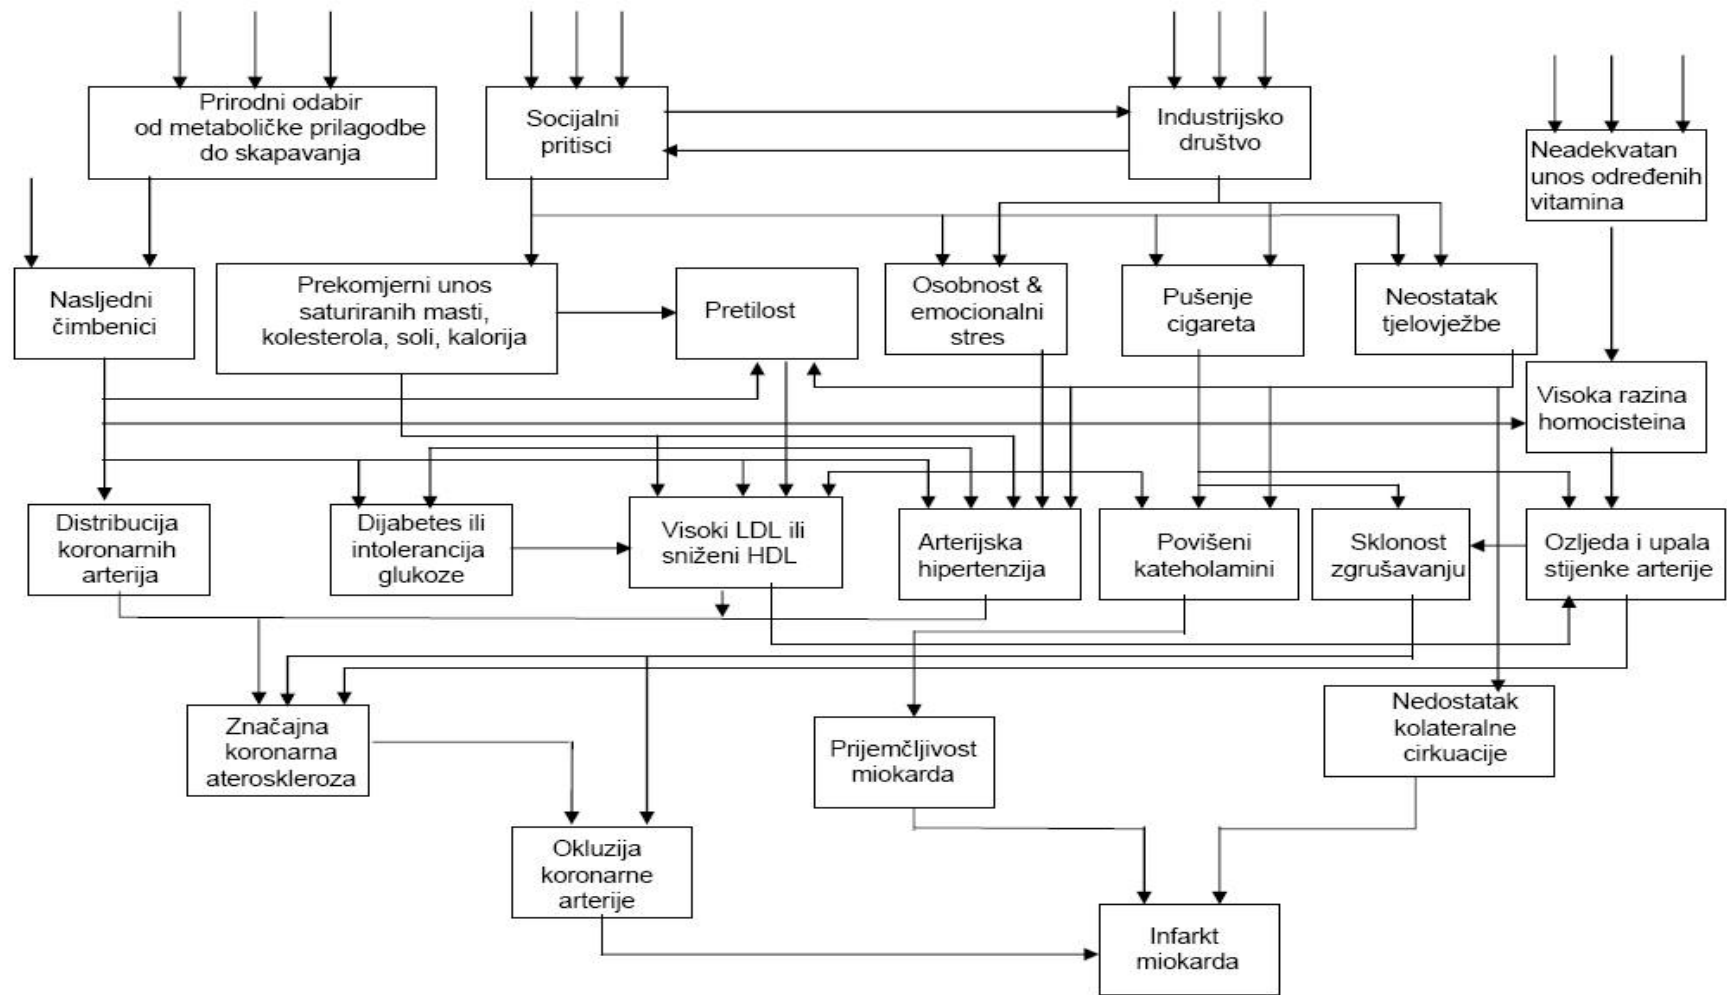 Prirodni odabir
od metaboličke prilagodbe
do skapavanja
Socijalni
pritisci
Industrijsko
društvo
Neadekvatan
unos određenih
vitamina
Nasljedni
čimbenici
Prekomjerni unos
saturiranih masti,
kolesterola, soli, kalorija
Pretilost
Osobnost &
emocionalni
stres
Pušenje
cigareta
Neostatak
tjelovježbe
Visoka razina
homocisteina
Distribucija
koronarnih
arterija
Dijabetes ili
intolerancija
glukoze
Visoki LDL ili
sniženi HDL
Arterijska
hipertenzija
Povišeni
kateholamini
Sklonost
zgrušavanju
Ozljeda i upala
stijenke arterije
Značajna
koronarna
ateroskleroza
Prijemčljivost
miokarda
Nedostatak
kolateralne
cirkuacije
Okluzija
koronarne
arterije
Infarkt
miokarda